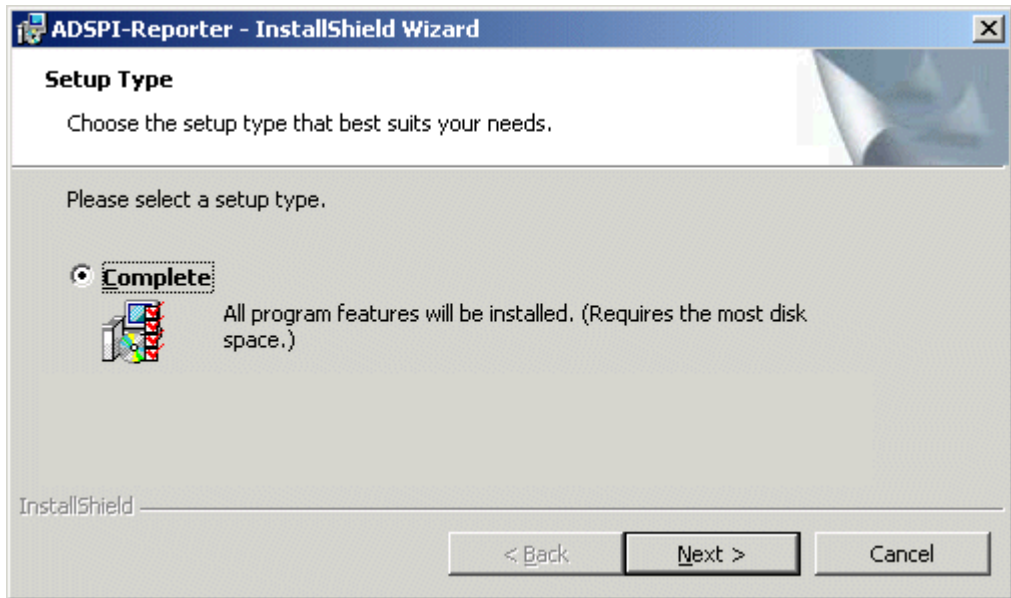 ADSPI-Reporter - InstallShield Wizard
Setup Type
Choose the setup type that best suits your needs.
Please select a setup type.
Complete
All program features will be installed. (Requires the most disk
space.)
InstallShield
< Back
Next >
Cancel